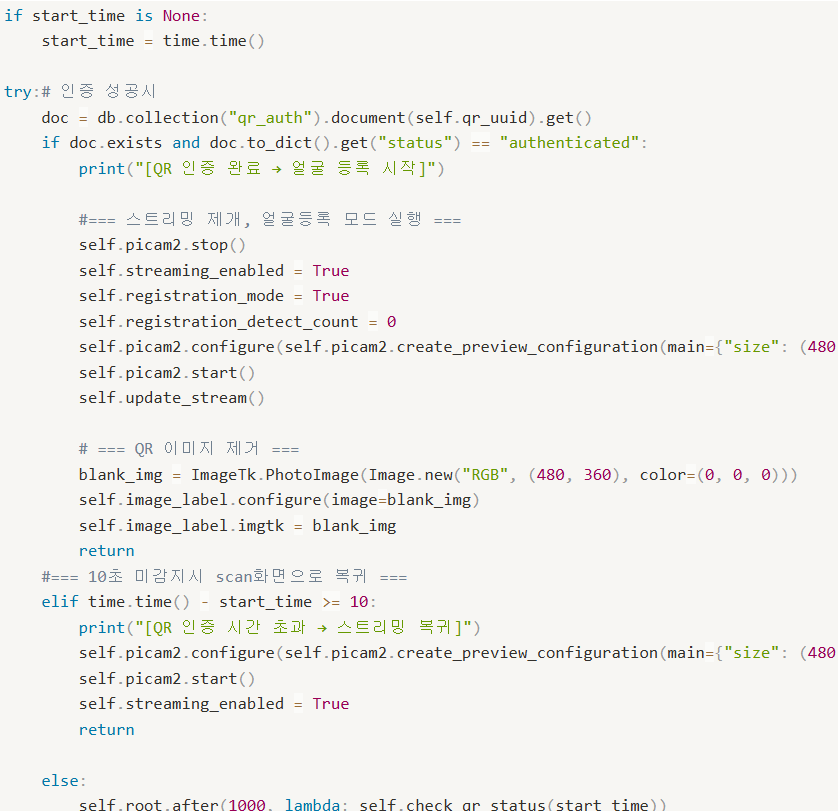 if start_time is None:
    start_time = time.time()

try:# 인증 성공시
    doc = db.collection("qr_auth").document(self.qr_uuid).get()
    if doc.exists and doc.to_dict().get("status") == "authenticated":
        print("[QR 인증 완료 → 얼굴 등록 시작]")

        #=== 스트리밍 제개, 얼굴등록 모드 실행 ===
        self.picam2.stop()
        self.streaming_enabled = True
        self.registration_mode = True
        self.registration_detect_count = 0
        self.picam2.configure(self.picam2.create_preview_configuration(main={"size": (480
        self.picam2.start()
        self.update_stream()

        # === QR 이미지 제거 ===
        blank_img = ImageTk.PhotoImage(Image.new("RGB", (480, 360), color=(0, 0, 0)))
        self.image_label.configure(image=blank_img)
        self.image_label.imgtk = blank_img
        return
    #=== 10초 미감지시 scan화면으로 복귀 ===
    elif time.time() - start_time >= 10:
        print("[QR 인증 시간 초과 → 스트리밍 복귀]")
        self.picam2.configure(self.picam2.create_preview_configuration(main={"size": (480
        self.picam2.start()
        self.streaming_enabled = True
        return

    else:
        self.root.after(1000, lambda: self.check_qr_status(start_time))